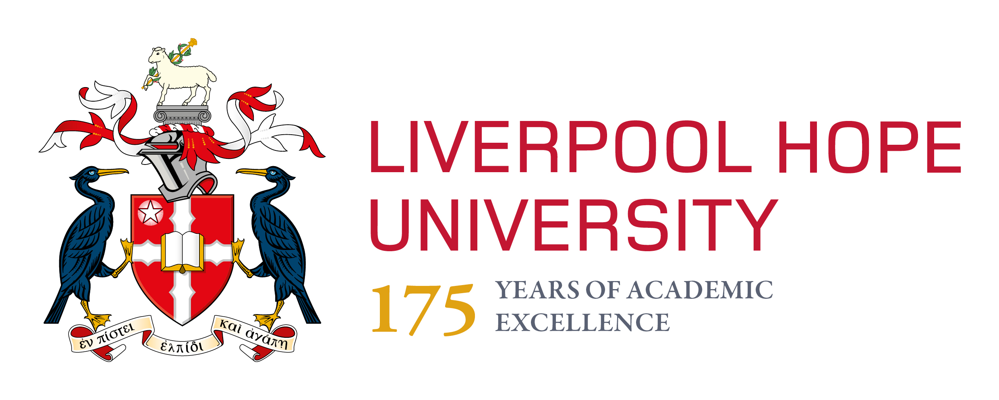 LIVERPOOL HOPE
UNIVERSITY
175 YEARS OF ACADEMIC
EXCELLENCE
ἐν πίστει
ἐλπίδι
καὶ ἀγάπῃ